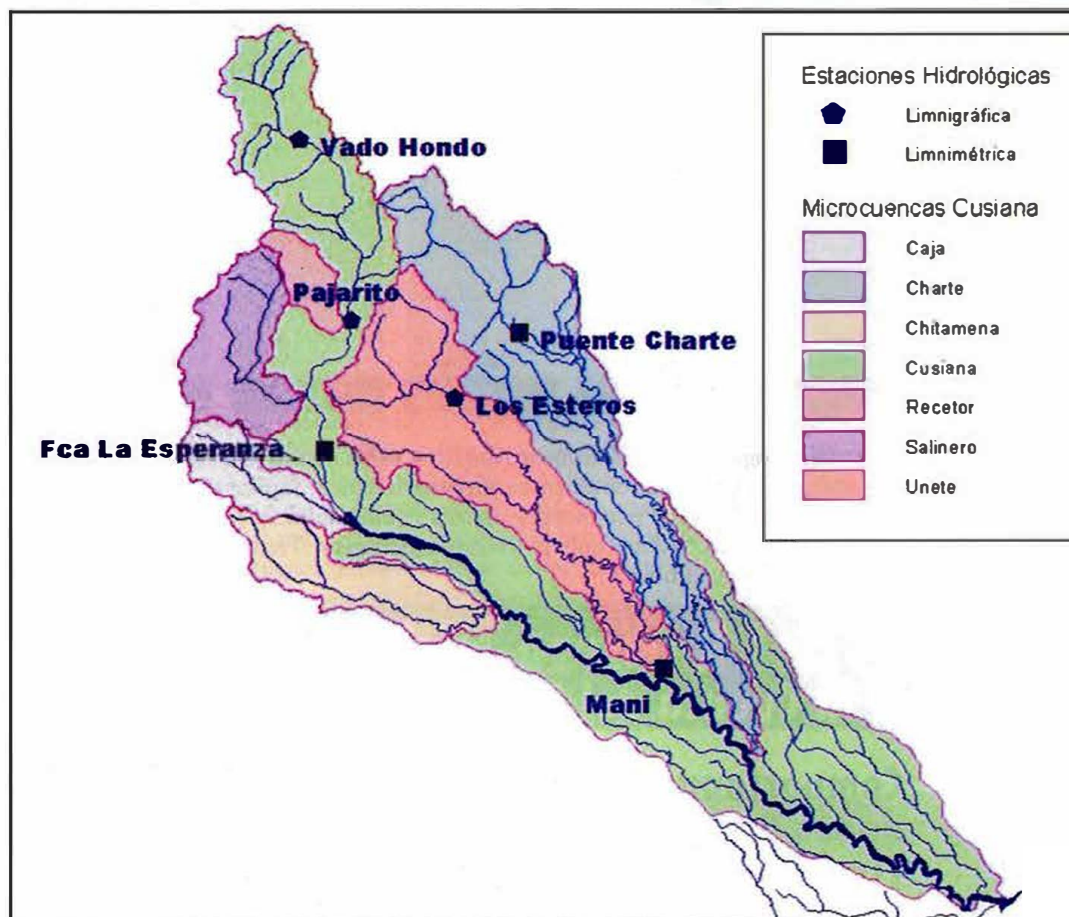 Estaciones Hidrológicas
Limnigráfica
Limnimétrica
Microcuencas Cusiana
Caja
Charte
Chitamena
Cusiana
Recetor
Salinero
Unete
Vado Hondo
Pajarito
Puente Charte
Los Esteros
Fca La Esperanza
Mani